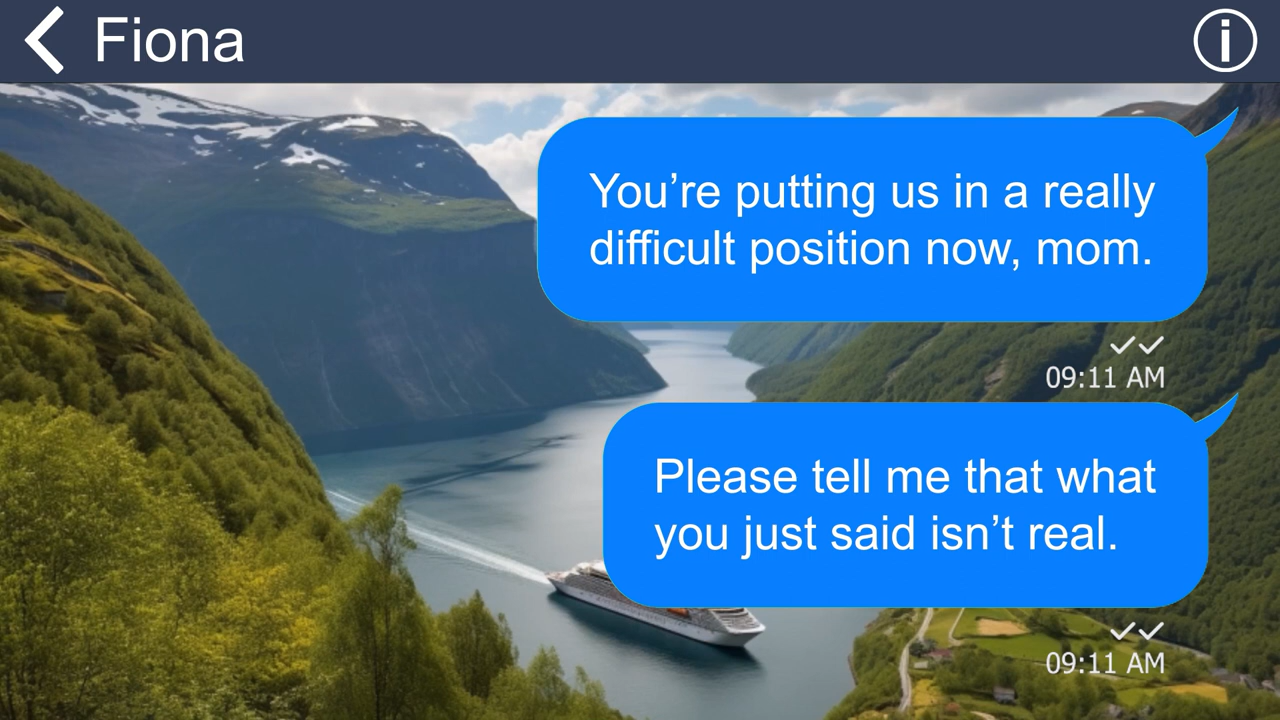 Fiona
You’re putting us in a really
difficult position now, mom.
09:11 AM
Please tell me that what
you just said isn’t real.
09:11 AM